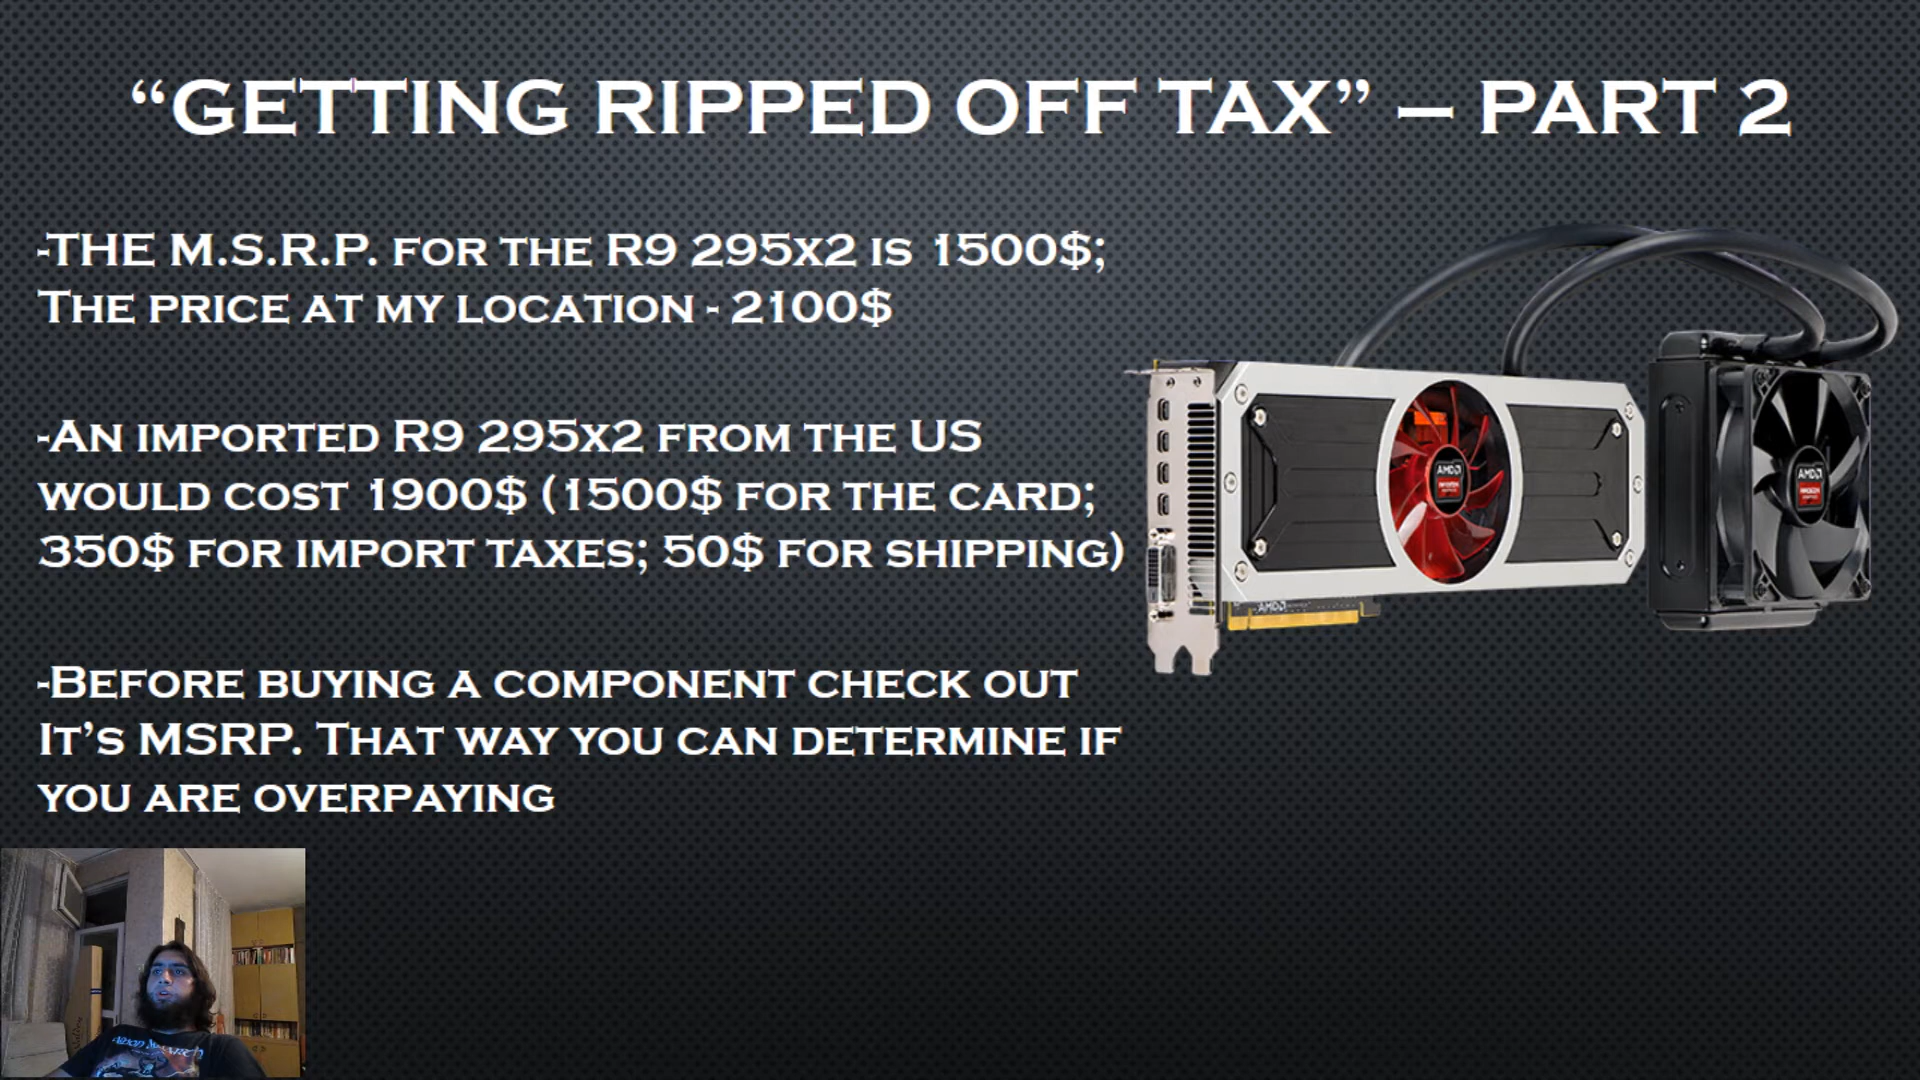 “GETTING RIPPED OFF TAX” – PART 2
-THE M.S.R.P. FOR THE R9 295X2 IS 1500$;
THE PRICE AT MY LOCATION - 2100$
-AN IMPORTED R9 295X2 FROM THE US
WOULD COST 1900$ (1500$ FOR THE CARD;
350$ FOR IMPORT TAXES; 50$ FOR SHIPPING)
-BEFORE BUYING A COMPONENT CHECK OUT
IT’S MSRP. THAT WAY YOU CAN DETERMINE IF
YOU ARE OVERPAYING
AMD
RADEON
AMD
AMD
RADEON